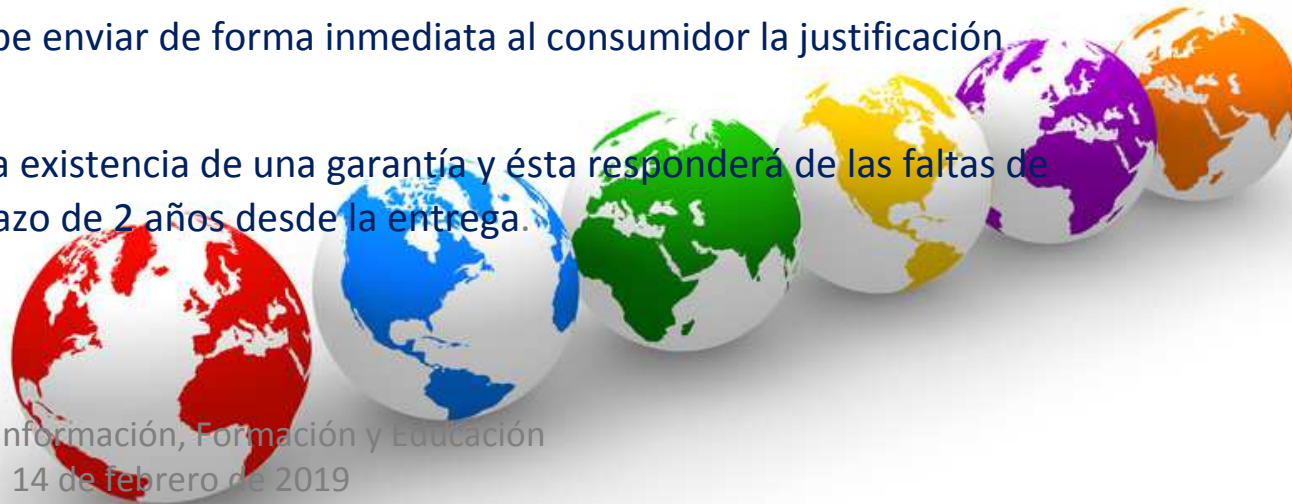 be enviar de forma inmediata al consumidor la justificación
a existencia de una garantía y ésta responderá de las faltas de
azo de 2 años desde la entrega.
nformación, Formación y Educación
14 de febrero de 2019